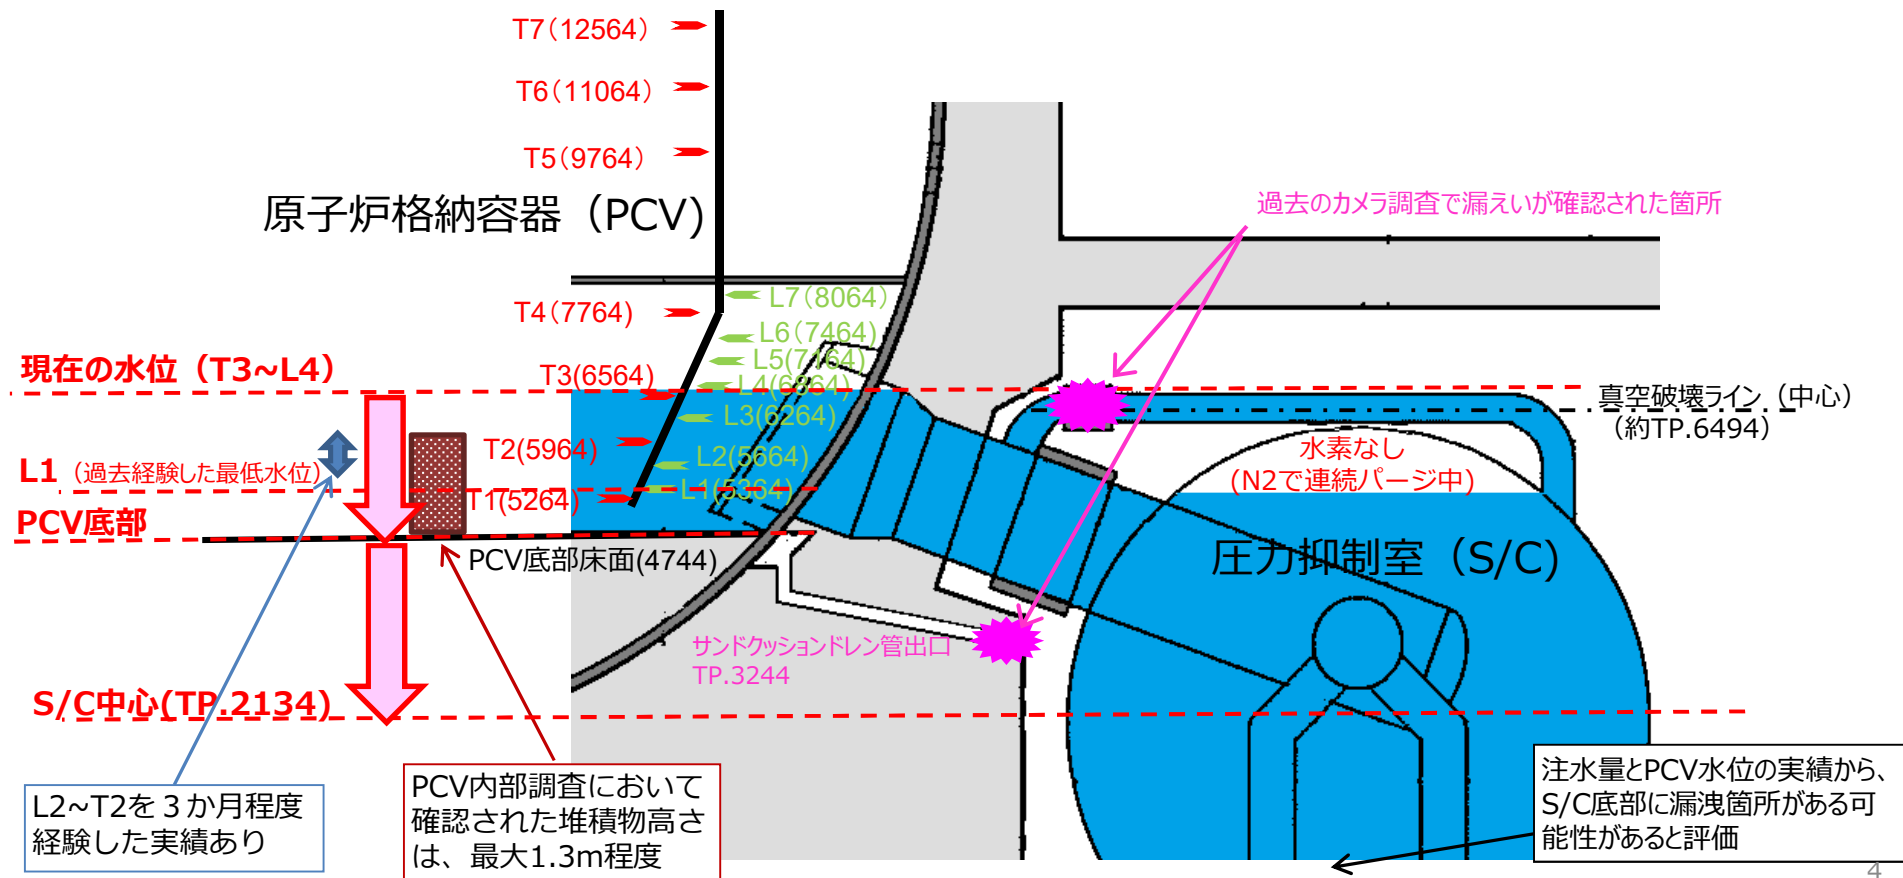 T7(12564)
T6(11064)
T5(9764)
原子炉格納容器（PCV)
過去のカメラ調査で漏えいが確認された箇所
L7(8064)
T4(7764)
L6(7464)
L5(7164)
現在の水位（T3~L4）
T3(6564)
L4(6864)
真空破壊ライン（中心）
（約TP.6494）
L3(6264)
T2(5964)
水素なし
(N2で連続パージ中)
L2(5664)
L1（過去経験した最低水位）
L1(5364)
T1(5264)
PCV底部
PCV底部床面(4744)
圧力抑制室（S/C)
サンドクッションドレン管出口
TP.3244
S/C中心(TP.2134)
L2~T2を３か月程度
経験した実績あり
PCV内部調査において
確認された堆積物高さ
は、最大1.3m程度
注水量とPCV水位の実績から、
S/C底部に漏洩箇所がある可
能性があると評価
4